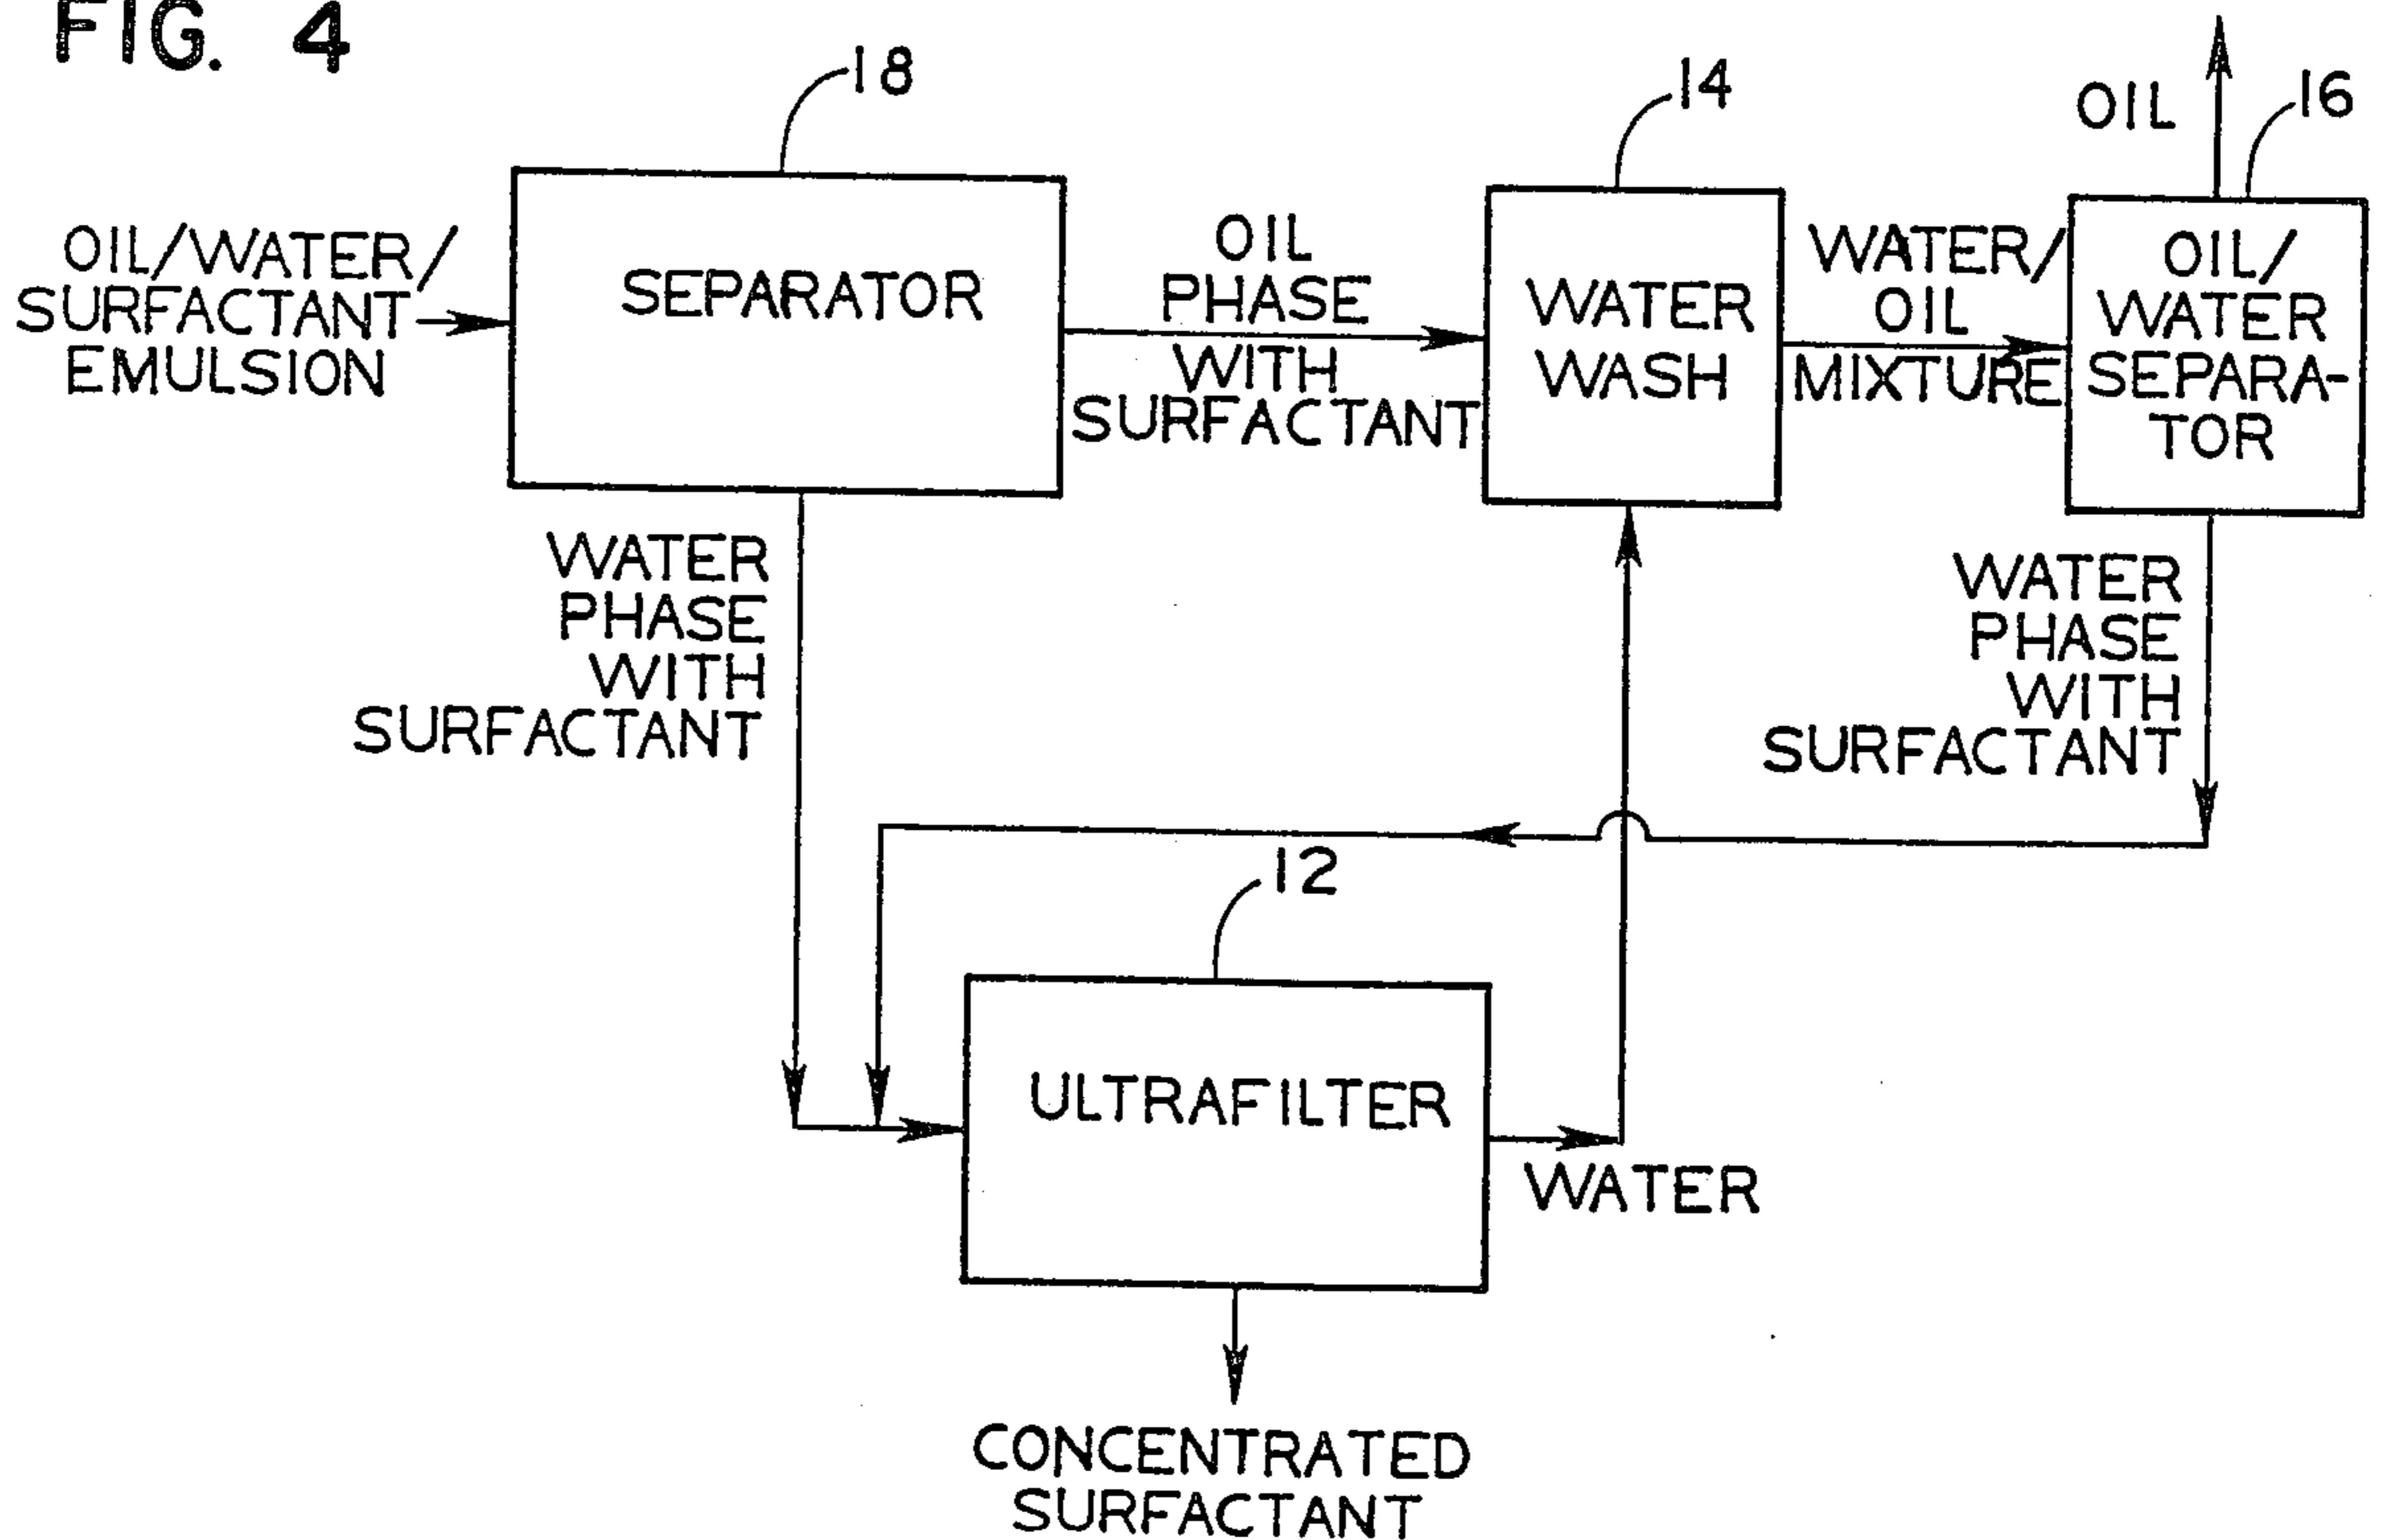 FIG. 4
18
14
OIL
16
OIL/WATER/
SURFACTANT
EMULSION
SEPARATOR
OIL
PHASE
WITH
SURFACTANT
WATER
WASH
WATER/
OIL
MIXTURE
OIL/
WATER
SEPARA-
TOR
WATER
PHASE
WITH
SURFACTANT
WATER
PHASE
WITH
SURFACTANT
12
ULTRAFILTER
WATER
CONCENTRATED
SURFACTANT